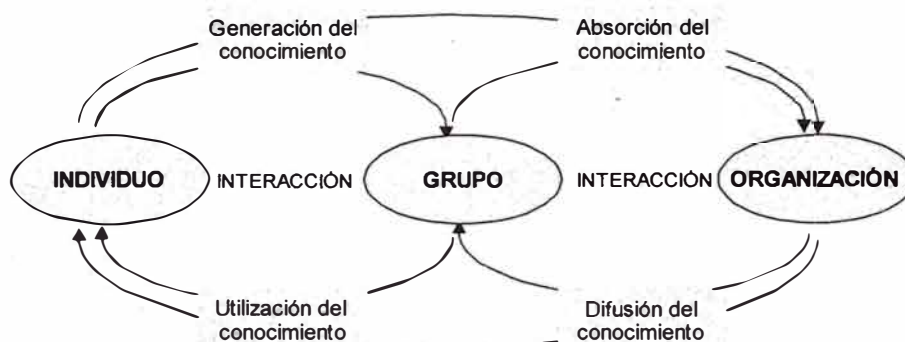 Generación del
conocimiento
Absorción del
conocimiento
INDIVIDUO INTERACCIÓN GRUPO INTERACCIÓN ORGANIZACIÓN
Utilización del
conocimiento
Difusión del
conocimiento